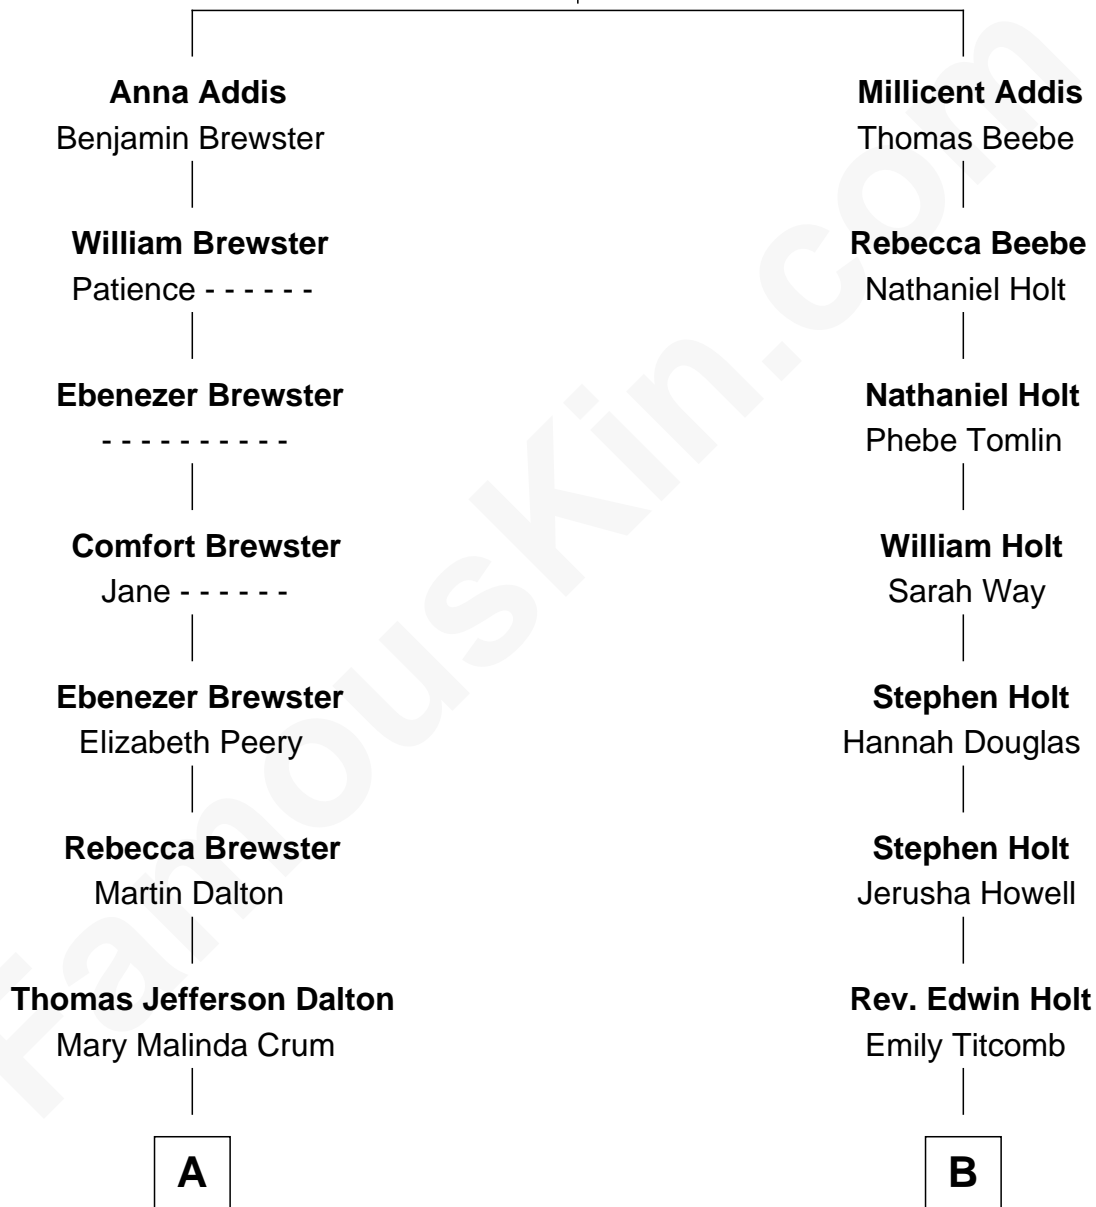 Anna Addis
Benjamin Brewster
William Brewster
Patience - - - - - -
Ebenezer Brewster
- - - - - - - - - -
Comfort Brewster
Jane - - - - - -
Ebenezer Brewster
Elizabeth Peery
Rebecca Brewster
Martin Dalton
Thomas Jefferson Dalton
Mary Malinda Crum
A
Millicent Addis
Thomas Beebe
Rebecca Beebe
Nathaniel Holt
Nathaniel Holt
Phebe Tomlin
William Holt
Sarah Way
Stephen Holt
Hannah Douglas
Stephen Holt
Jerusha Howell
Rev. Edwin Holt
Emily Titcomb
B
FamousKin.com